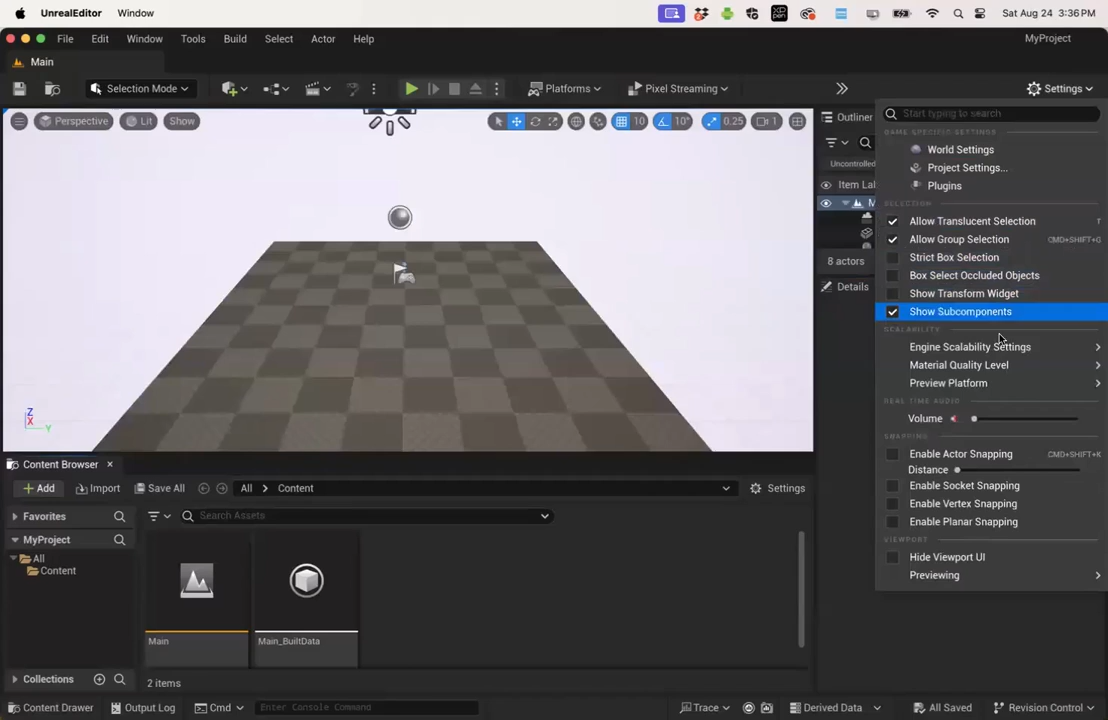 UnrealEditor Window Sat Aug 24 3:36 PM
File Edit Window Tools Build Select Actor Help MyProject
Main
Selection Mode Platforms Pixel Streaming Settings
Perspective Lit Show 10 10° 0.25 1
Outliner
Uncontrolled
Item Lab
M
8 actors
Details
Start typing to search
GAME SPECIFIC SETTINGS
World Settings
Project Settings...
Plugins
SELECTION
Allow Translucent Selection T
Allow Group Selection CMD+SHIFT+G
Strict Box Selection
Box Select Occluded Objects
Show Transform Widget
Show Subcomponents
SCALABILITY
Engine Scalability Settings
Material Quality Level
Preview Platform
REAL TIME AUDIO
Volume
SNAPPING
Enable Actor Snapping CMD+SHIFT+K
Distance
Enable Socket Snapping
Enable Vertex Snapping
Enable Planar Snapping
VIEWPORT
Hide Viewport UI
Previewing
Z
X
Y
Content Browser
Add Import Save All All Content Settings
Favorites
Search Assets
MyProject
All
Content
Main
Main_BuiltData
Collections
2 items
Content Drawer Output Log Cmd Enter Console Command Trace Derived Data All Saved Revision Control